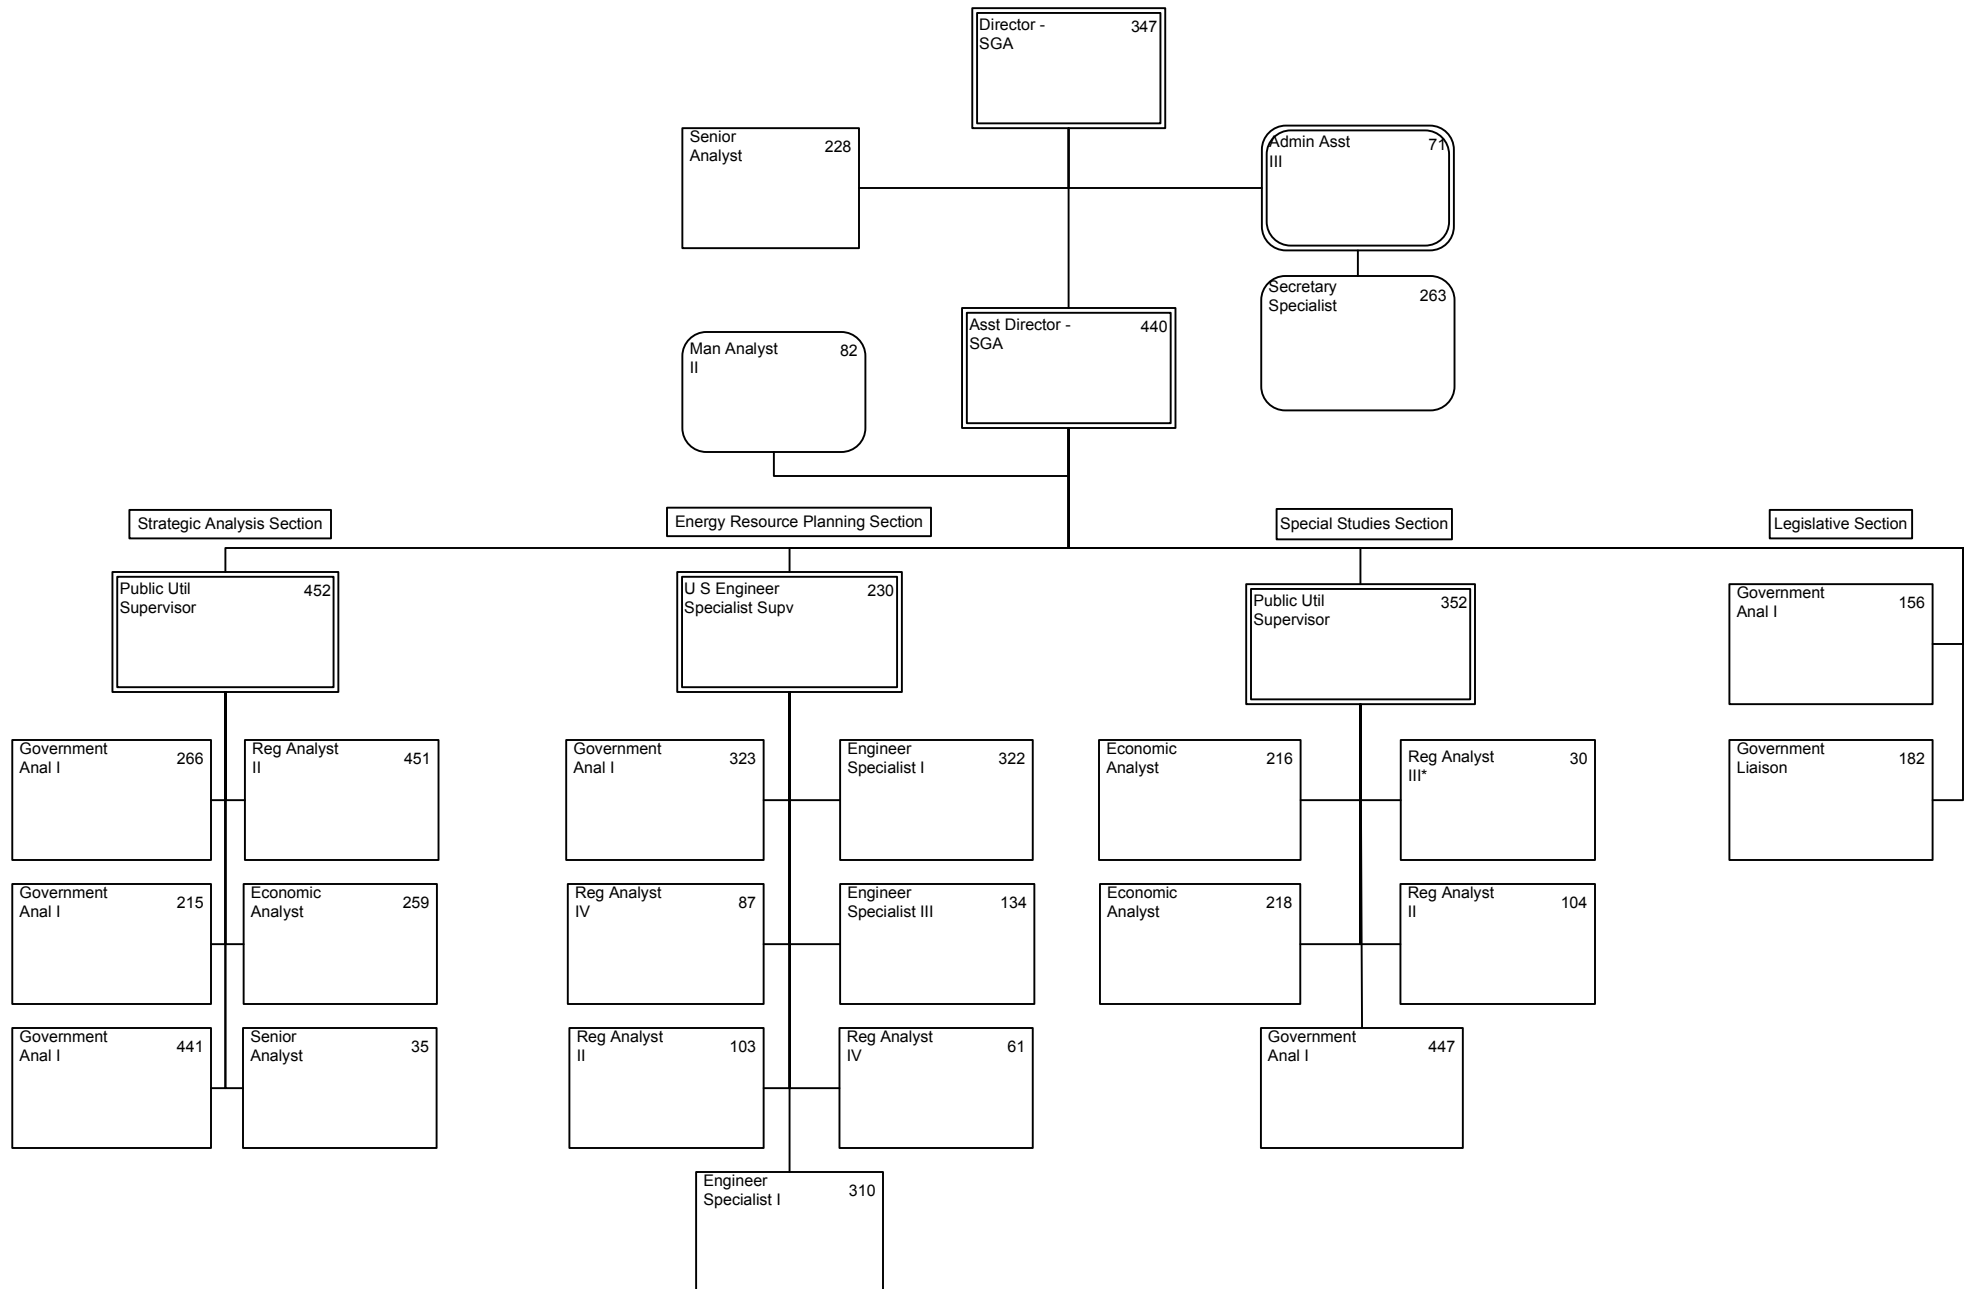 Director -
SGA
347
Senior
Analyst
228
Admin Asst
III
71
Secretary
Specialist
263
Asst Director -
SGA
440
Man Analyst
II
82
Strategic Analysis Section
Energy Resource Planning Section
Special Studies Section
Legislative Section
Public Util
Supervisor
452
U S Engineer
Specialist Supv
230
Public Util
Supervisor
352
Government
Anal I
156
Government
Anal I
266
Reg Analyst
II
451
Government
Anal I
323
Engineer
Specialist I
322
Economic
Analyst
216
Reg Analyst
III*
30
Government
Liaison
182
Government
Anal I
215
Economic
Analyst
259
Reg Analyst
IV
87
Engineer
Specialist III
134
Economic
Analyst
218
Reg Analyst
II
104
Government
Anal I
441
Senior
Analyst
35
Reg Analyst
II
103
Reg Analyst
IV
61
Government
Anal I
447
Engineer
Specialist I
310